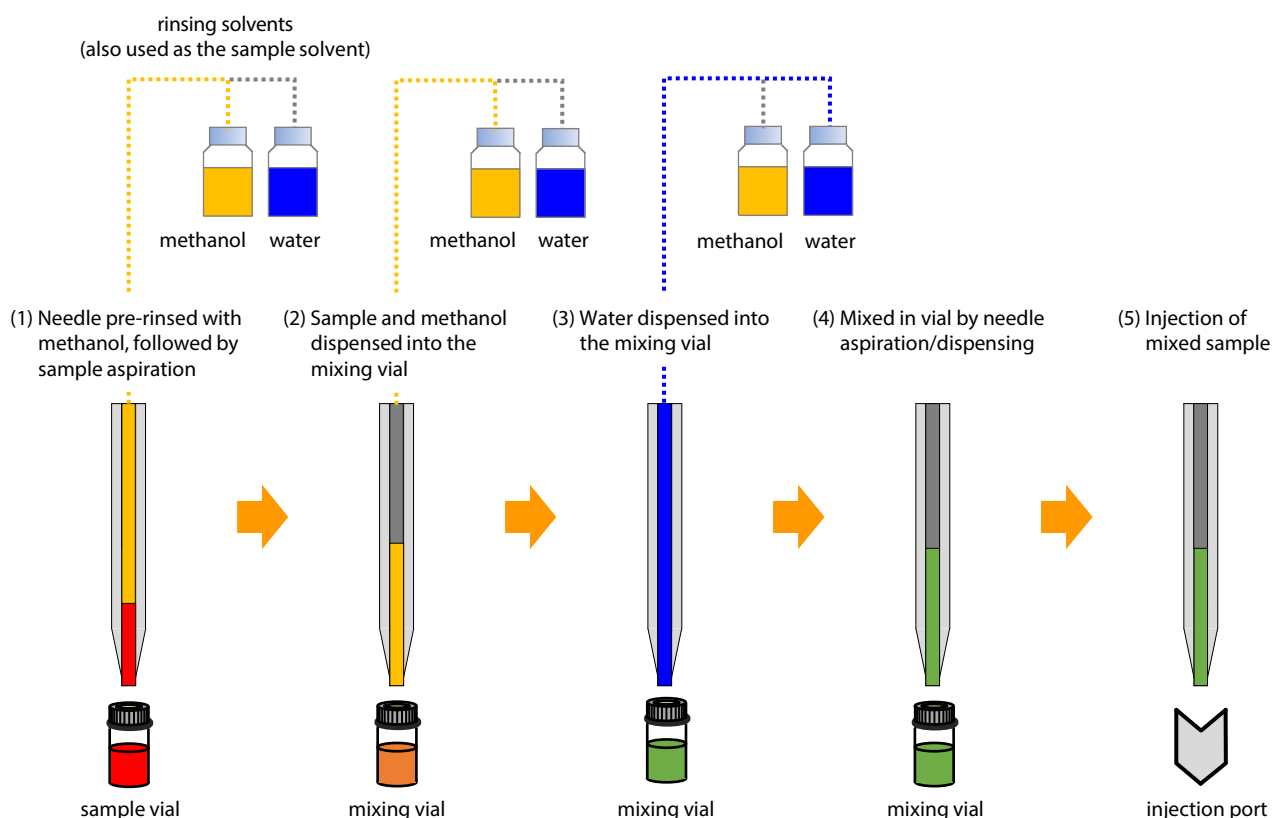 rinsing solvents
(also used as the sample solvent)
methanol
water
methanol
water
methanol
water
(1) Needle pre-rinsed with
methanol, followed by
sample aspiration
(2) Sample and methanol
dispensed into the
mixing vial
(3) Water dispensed into
the mixing vial
(4) Mixed in vial by needle
aspiration/dispensing
(5) Injection of
mixed sample
sample vial
mixing vial
mixing vial
mixing vial
injection port